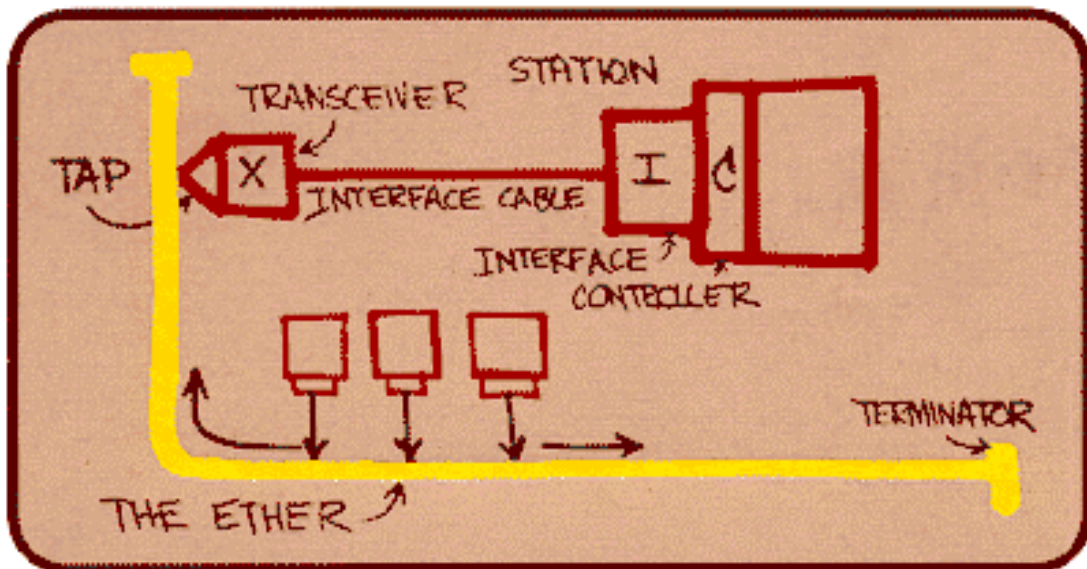 STATION
TRANSCEIVER
TAP
X
I
C
INTERFACE CABLE
INTERFACE
CONTROLLER
TERMINATOR
THE ETHER